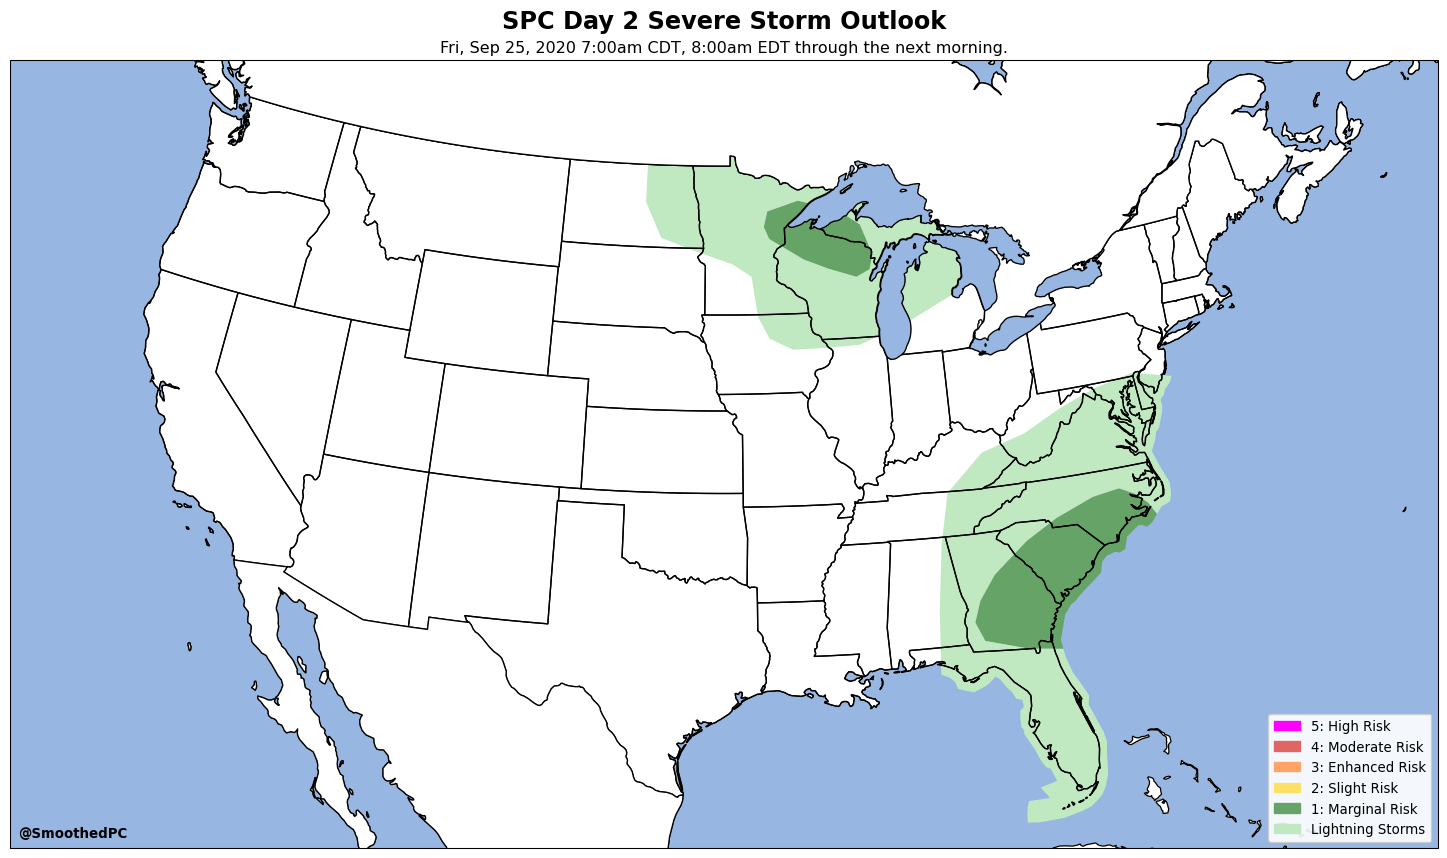 SPC Day 2 Severe Storm Outlook
Fri, Sep 25, 2020 7:00am CDT, 8:00am EDT through the next morning.
5: High Risk
4: Moderate Risk
3: Enhanced Risk
2: Slight Risk
1: Marginal Risk
Lightning Storms
@SmoothedPC